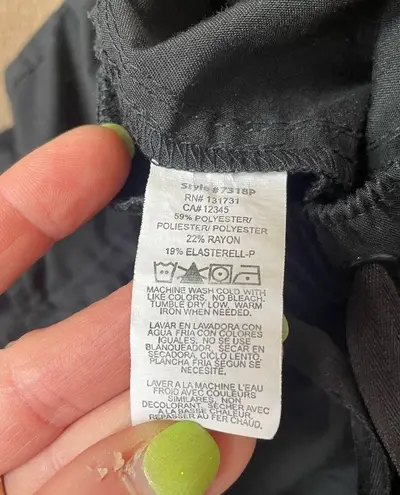 Style #7318P
RN# 131731
CA# 12345
59% POLYESTER/
POLIESTER/ POLYESTER
22% RAYON
19% ELASTERELL-P
MACHINE WASH COLD WITH
LIKE COLORS, NO BLEACH.
TUMBLE DRY LOW, WARM
IRON WHEN NEEDED.
LAVAR EN LAVADORA CON
AGUA FRIA CON COLORES
IGUALES. NO SE USE
BLANQUEADOR, SECAR EN
SECADORA, CICLO LENTO.
PLANCHA FRIA SEGUN SE
NECESITE.
LAVER A LA MACHINE L'EAU
FROID AVEC COULEURS
SIMILARES, NON
DECOLORANT, SECHER AVEC
A LA BASSE CHALEUR.
REPASSER AU FER CHAUD.